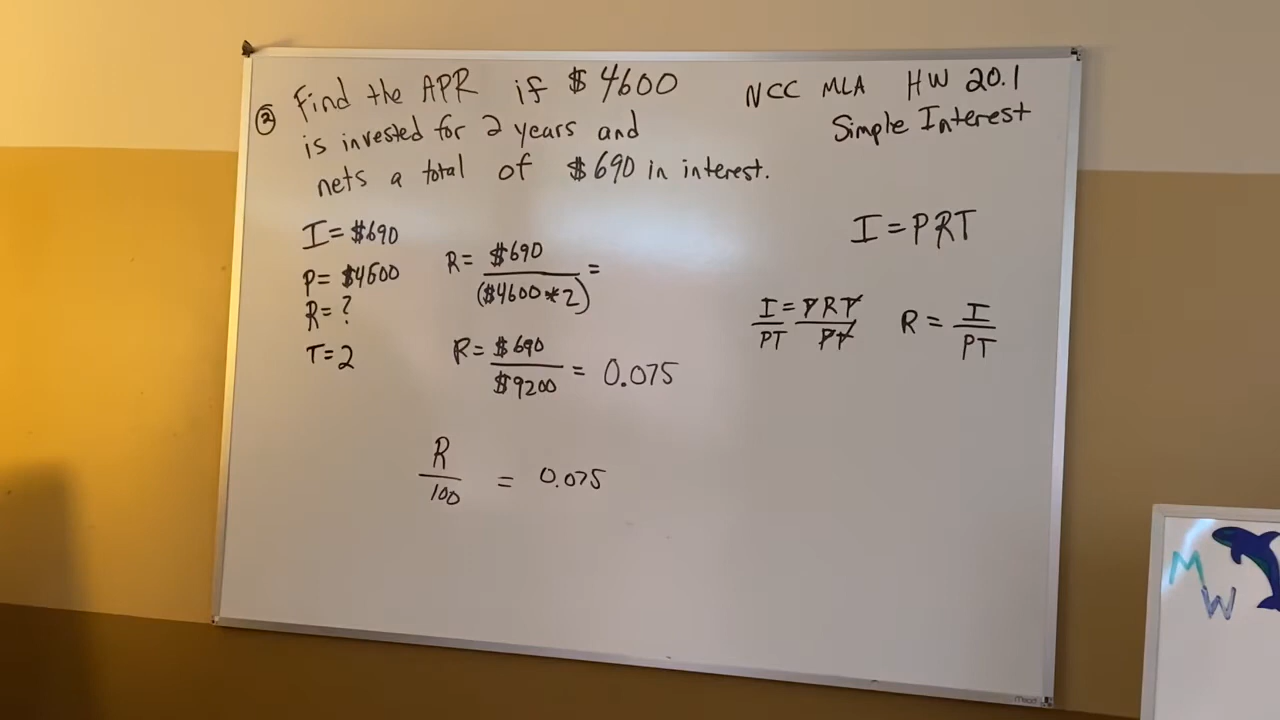 ② Find the APR if $4600
is invested for 2 years and
nets a total of $690 in interest.
NCC MLA HW 20.1
Simple Interest
I = $690
P = $4600
R = ?
T = 2
R = $690 / ($4600 * 2) =
R = $690 / $9200 = 0.075
R / 100 = 0.075
I = PRT
I / PT = PRT / PT
R = I / PT
MW